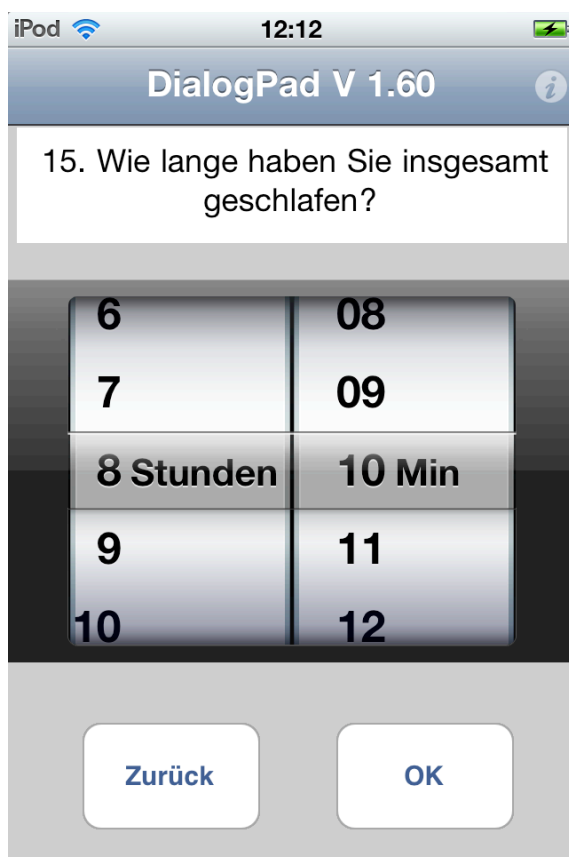 iPod 12:12
DialogPad V 1.60
15. Wie lange haben Sie insgesamt
geschlafen?
6 08
7 09
8 Stunden 10 Min
9 11
10 12
Zurück OK